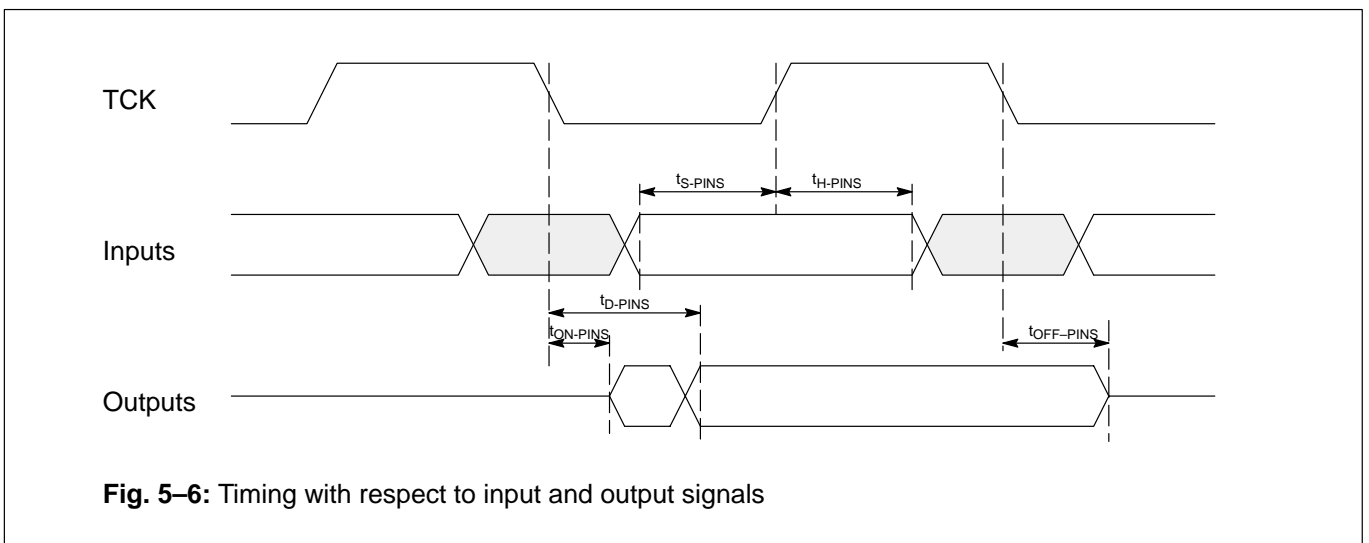 TCK
tS-PINS
tH-PINS
Inputs
tD-PINS
tON-PINS
tOFF–PINS
Outputs
Fig. 5–6: Timing with respect to input and output signals